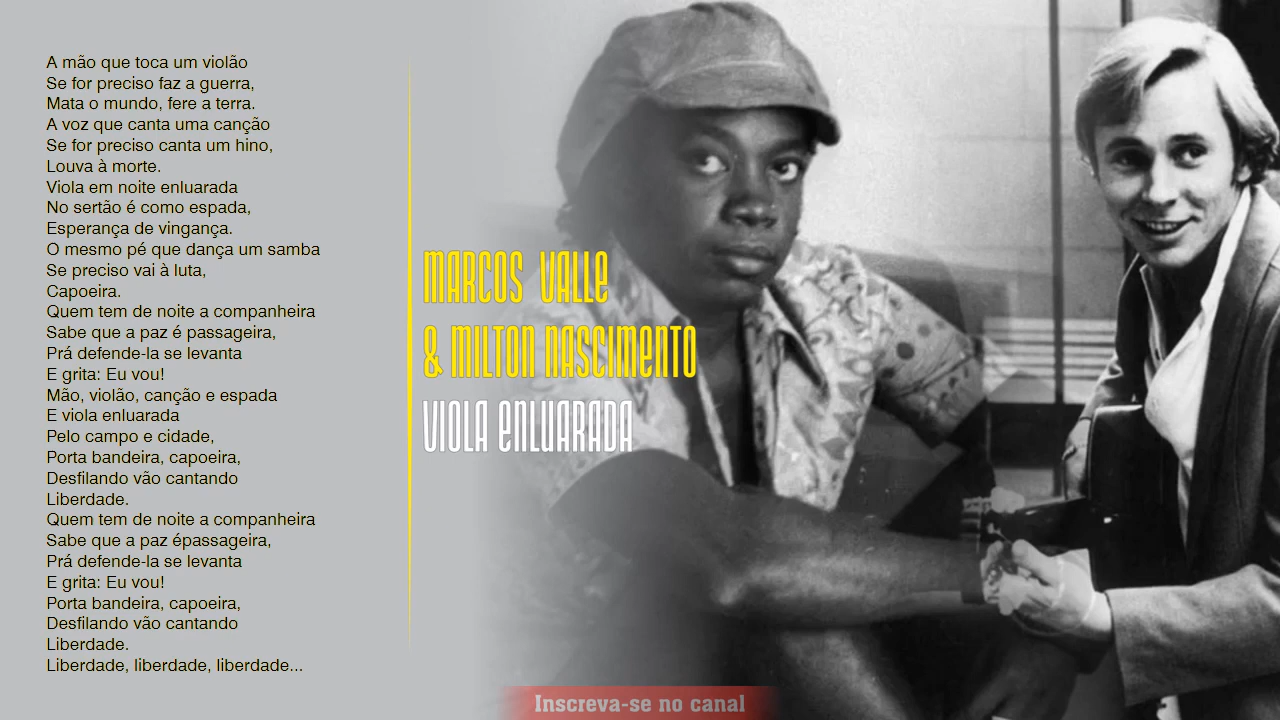 A mão que toca um violão
Se for preciso faz a guerra,
Mata o mundo, fere a terra.
A voz que canta uma canção
Se for preciso canta um hino,
Louva à morte.
Viola em noite enluarada
No sertão é como espada,
Esperança de vingança.
O mesmo pé que dança um samba
Se preciso vai à luta,
Capoeira.
Quem tem de noite a companheira
Sabe que a paz é passageira,
Prá defende-la se levanta
E grita: Eu vou!
Mão, violão, canção e espada
E viola enluarada
Pelo campo e cidade,
Porta bandeira, capoeira,
Desfilando vão cantando
Liberdade.
Quem tem de noite a companheira
Sabe que a paz épassageira,
Prá defende-la se levanta
E grita: Eu vou!
Porta bandeira, capoeira,
Desfilando vão cantando
Liberdade.
Liberdade, liberdade, liberdade...
MARCOS VALLE
& MILTON NASCIMENTO
VIOLA ENLUARADA
Inscreva-se no canal